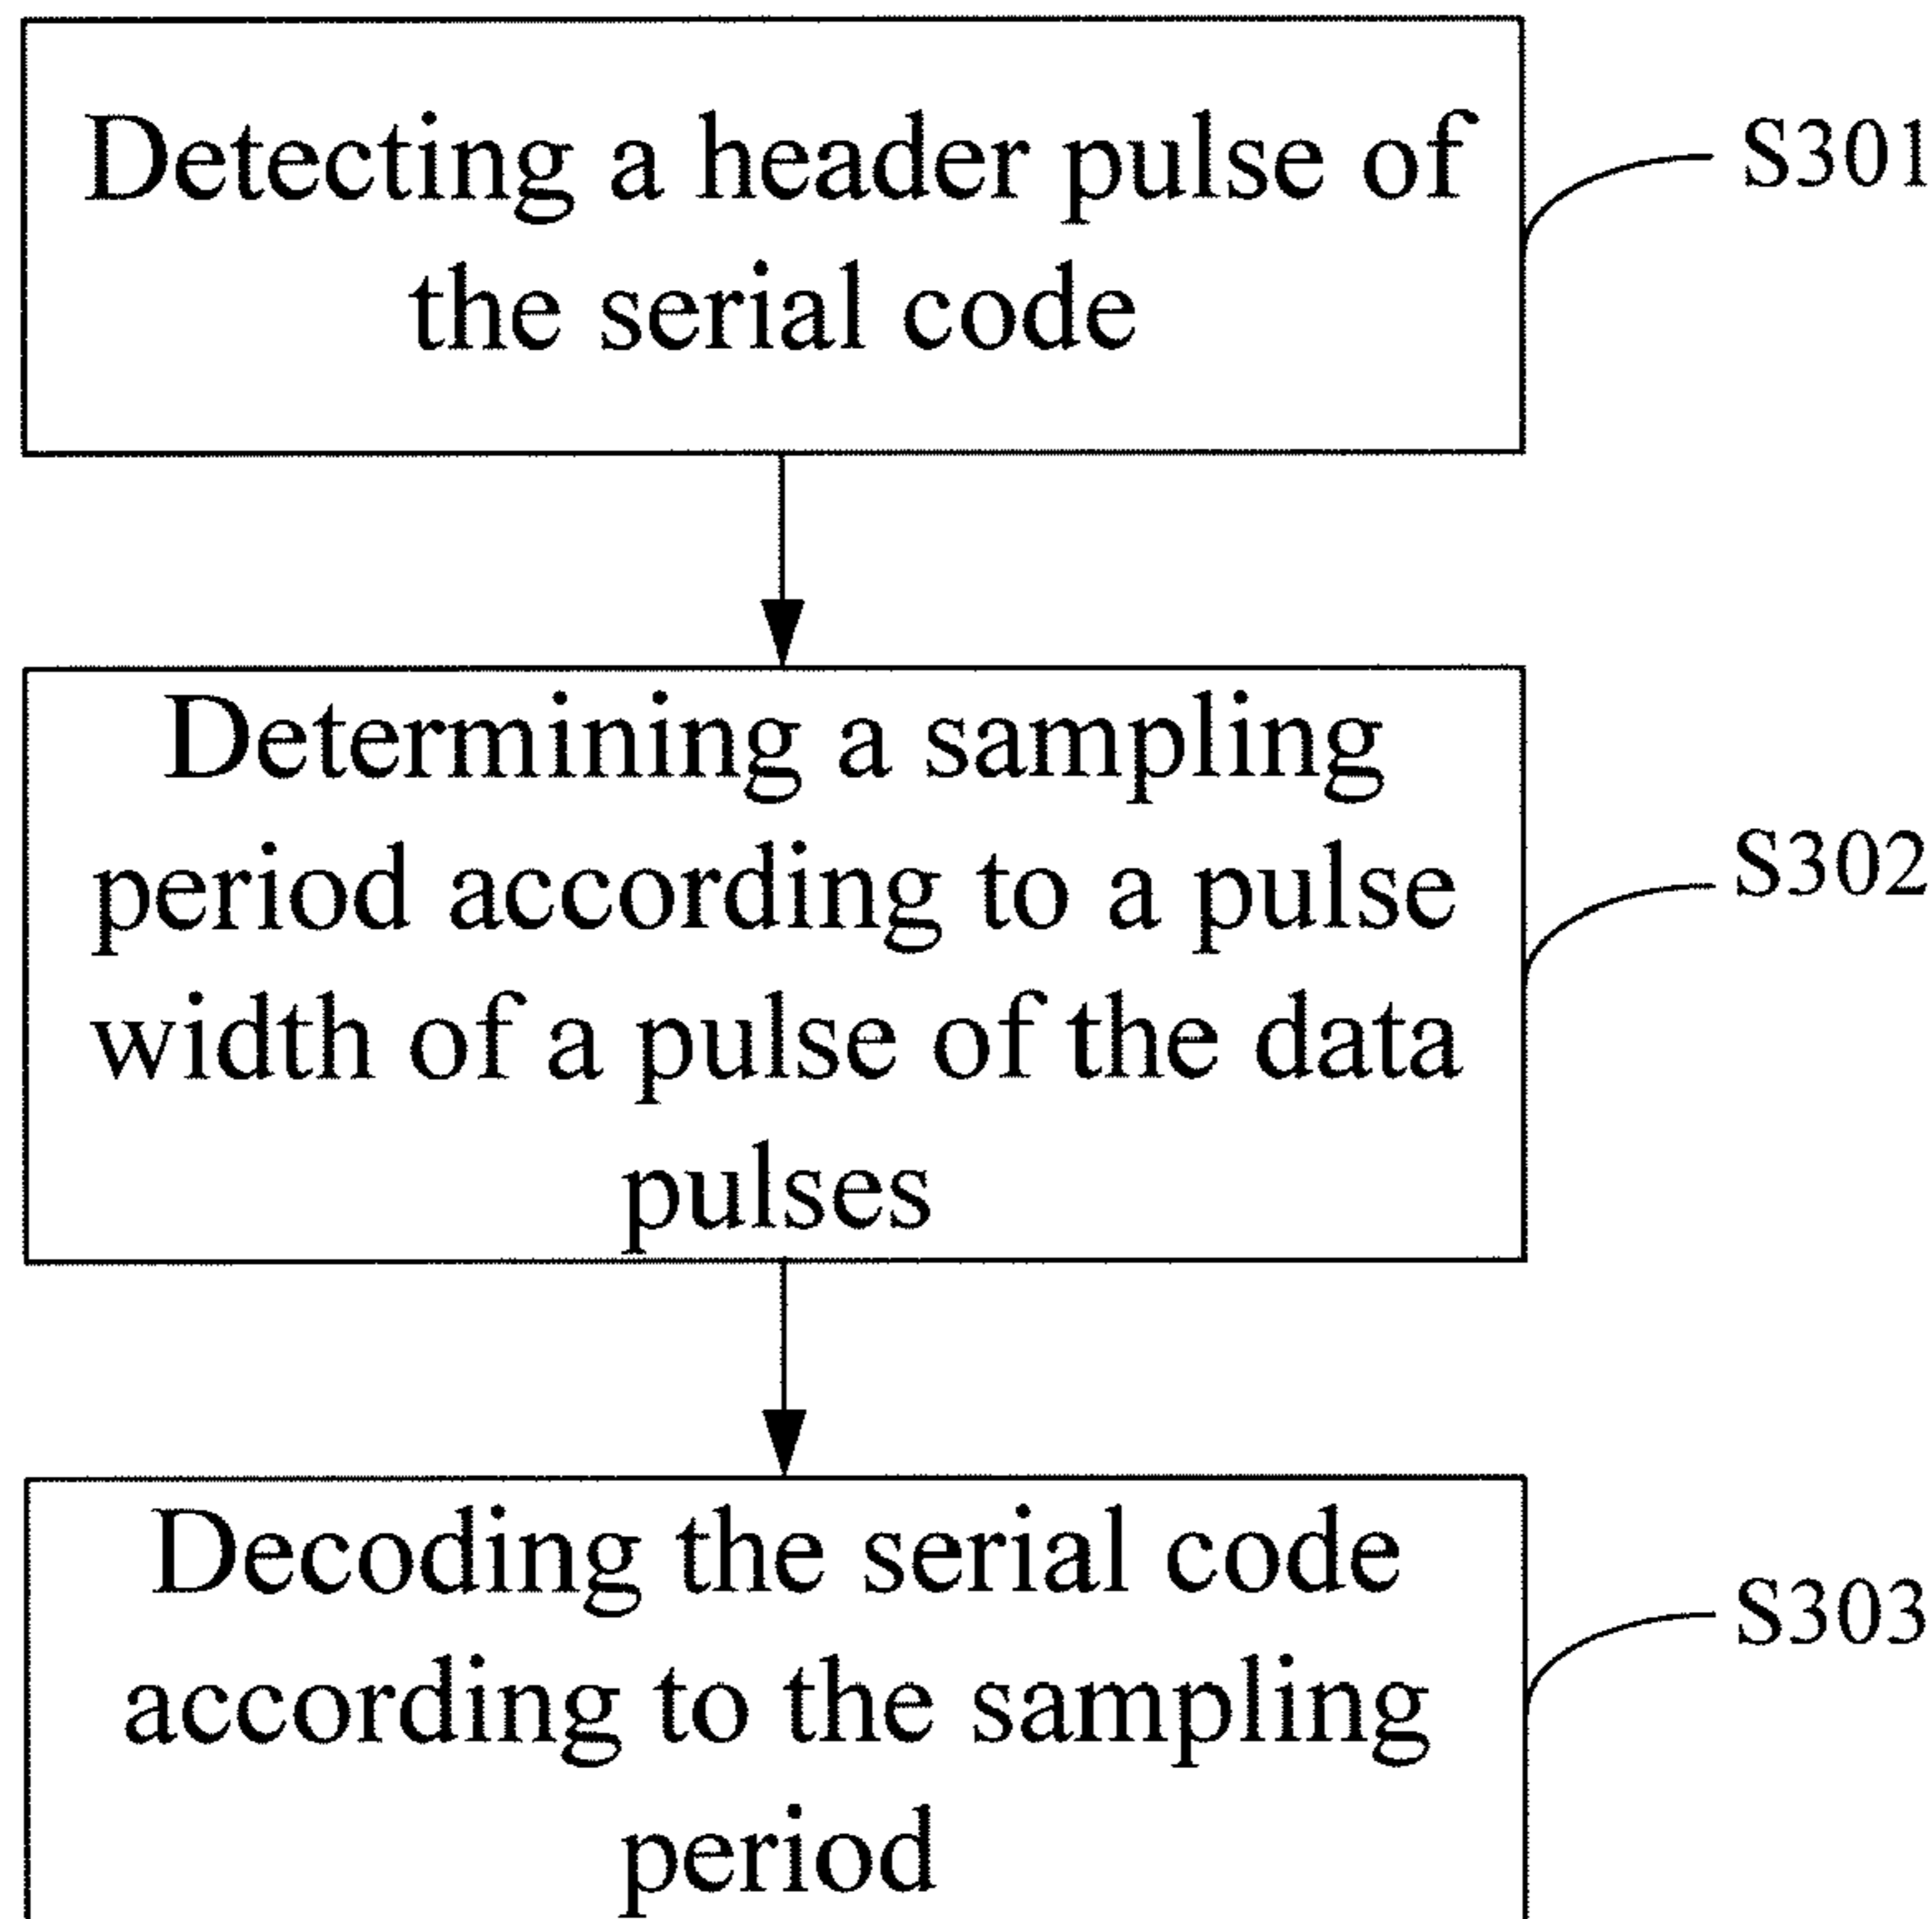 Detecting a header pulse of
the serial code
S301
Determining a sampling
period according to a pulse
width of a pulse of the data
pulses
S302
Decoding the serial code
according to the sampling
period
S303